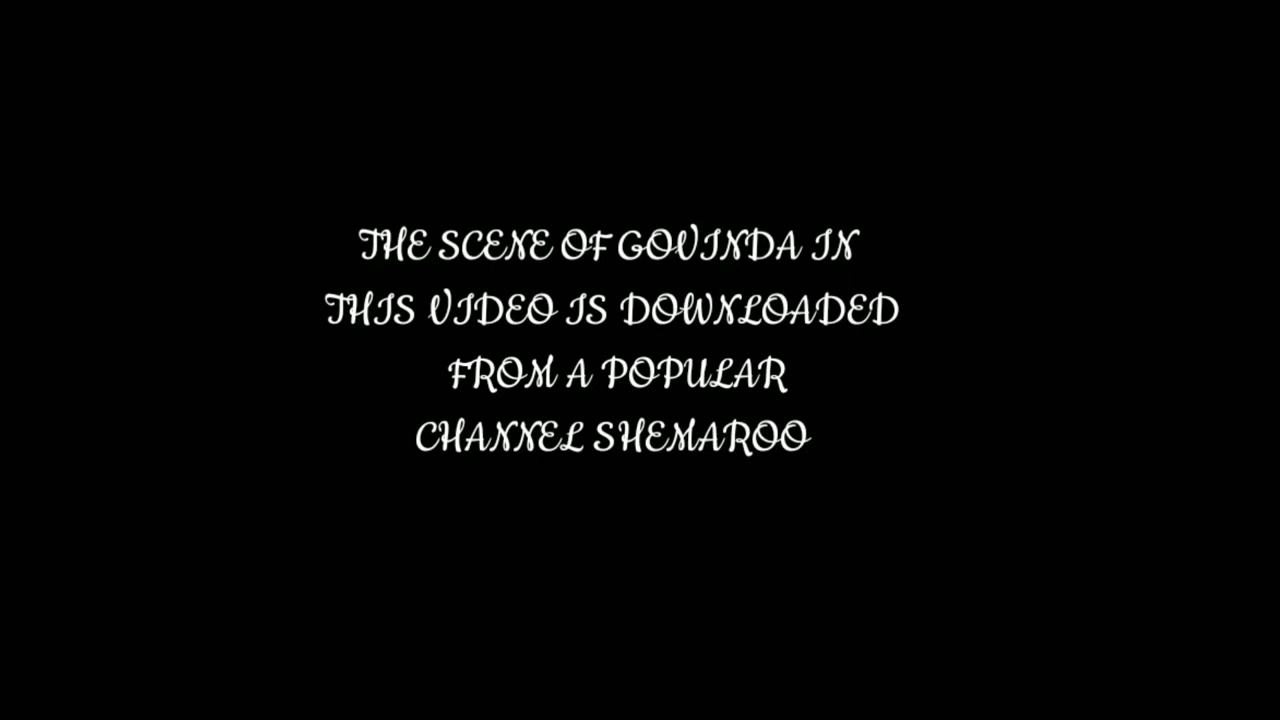 THE SCENE OF GOVINDA IN
THIS VIDEO IS DOWNLOADED
FROM A POPULAR
CHANNEL SHEMAROO